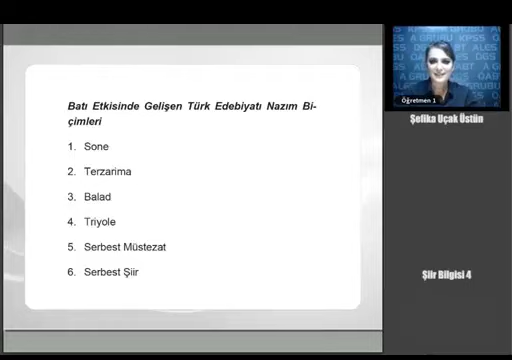 Batı Etkisinde Gelişen Türk Edebiyatı Nazım Bi-
çimleri
1. Sone
2. Terzarima
3. Balad
4. Triyole
5. Serbest Müstezat
6. Serbest Şiir
Öğretmen 1
Şefika Uçak Üstün
Şiir Bilgisi 4